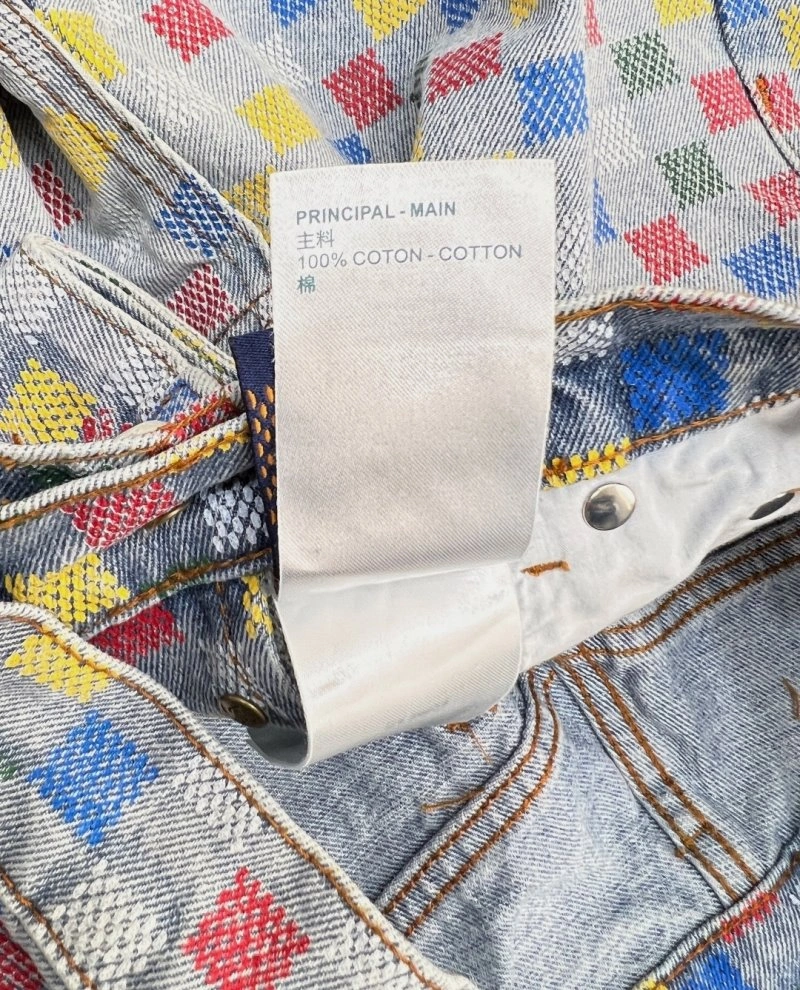 PRINCIPAL - MAIN
主料
100% COTON - COTTON
棉